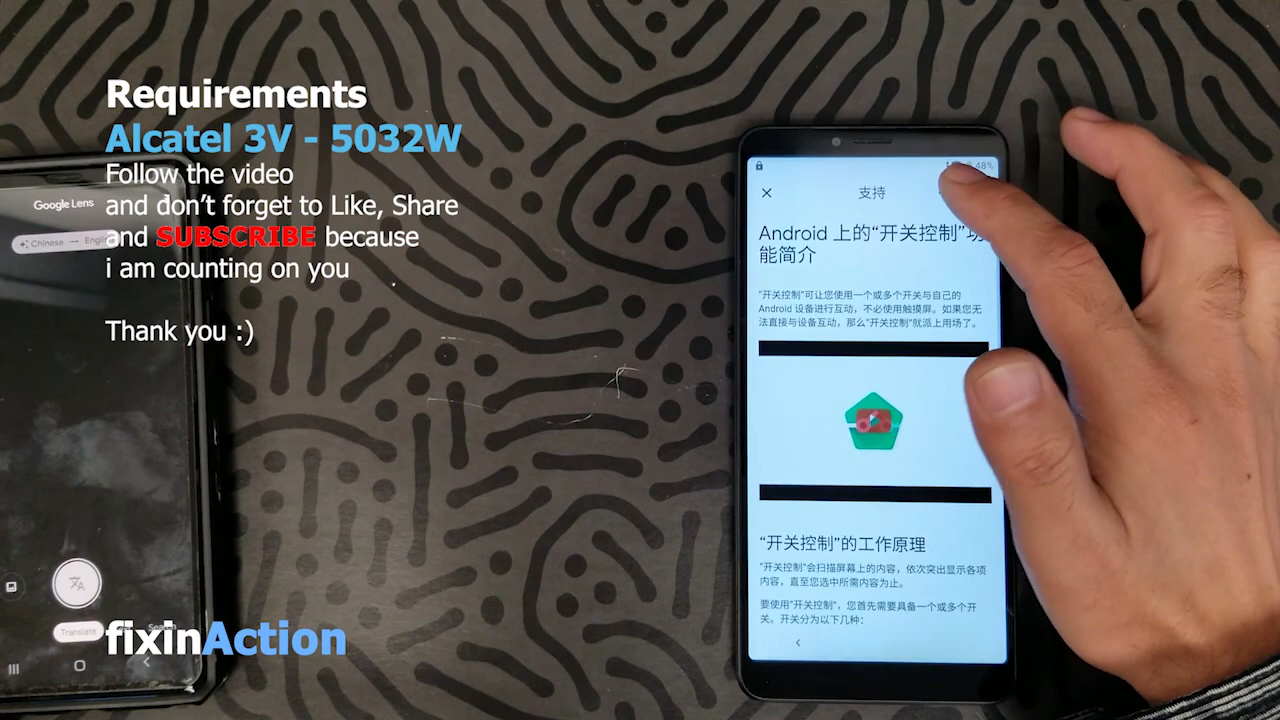 Requirements
Alcatel 3V - 5032W
Follow the video
and don't forget to Like, Share
and SUBSCRIBE because
i am counting on you
Thank you :)
fixinAction
Google Lens
Chinese → Engli
Translate
48%
支持
Android 上的“开关控制”功
能简介
“开关控制”可让您使用一个或多个开关与自己的
Android 设备进行互动，不必使用触摸屏。如果您无
法直接与设备互动，那么“开关控制”就派上用场了。
“开关控制”的工作原理
“开关控制”会扫描屏幕上的内容，依次突出显示各项
内容，直至您选中所需内容为止。
要使用“开关控制”，您首先需要具备一个或多个开
关。开关分为以下几种：